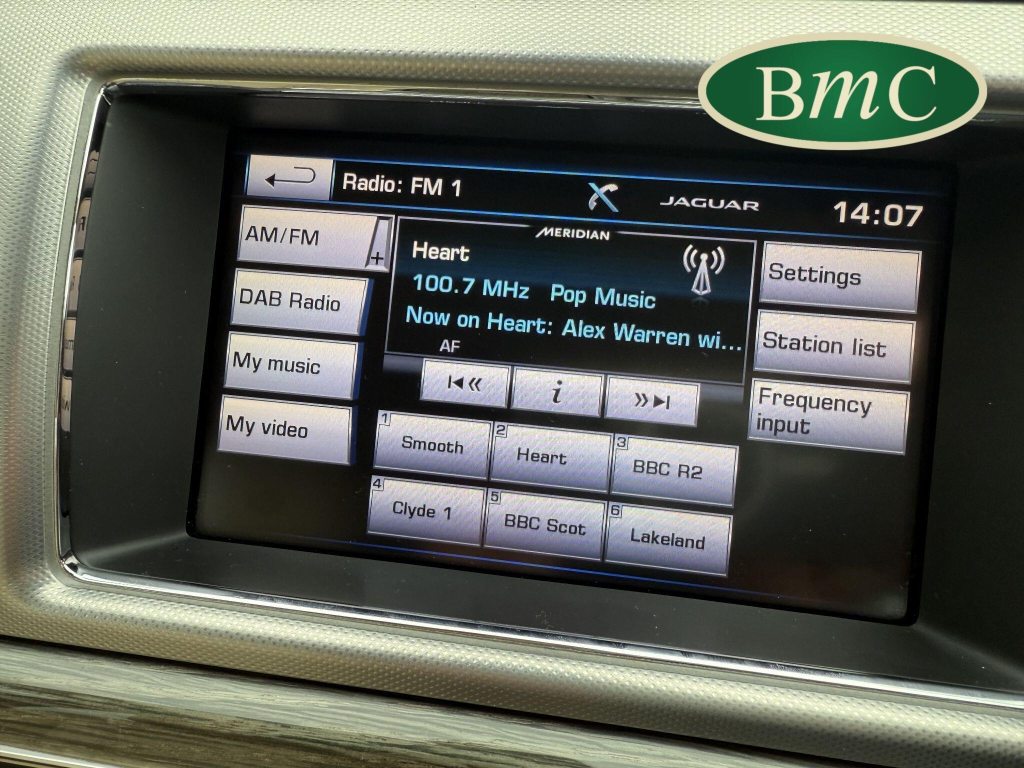 BmC
Radio: FM 1
JAGUAR
14:07
AM/FM
+
MERIDIAN
Heart
100.7 MHz Pop Music
Now on Heart: Alex Warren wi...
AF
DAB Radio
My music
My video
Settings
Station list
Frequency
input
i
1 Smooth
2 Heart
3 BBC R2
4 Clyde 1
5 BBC Scot
6 Lakeland